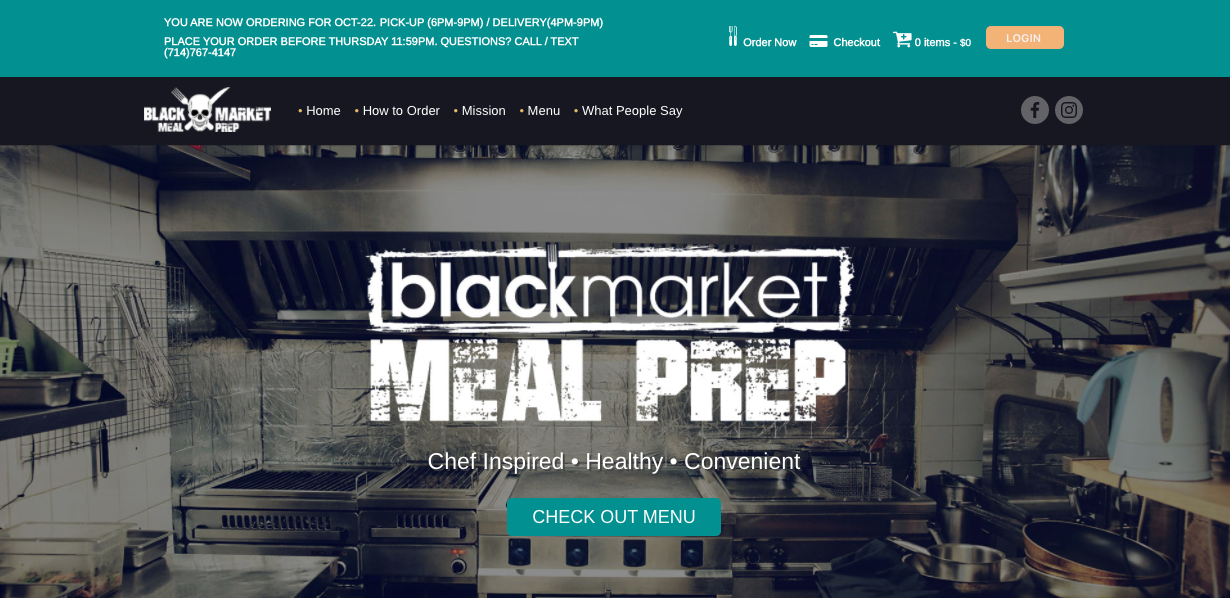 YOU ARE NOW ORDERING FOR OCT-22. PICK-UP (6PM-9PM) / DELIVERY(4PM-9PM)
PLACE YOUR ORDER BEFORE THURSDAY 11:59PM. QUESTIONS? CALL / TEXT
(714)767-4147
Order Now
Checkout
0 items - $0
LOGIN
BLACK MARKET
MEAL PREP
• Home • How to Order • Mission • Menu • What People Say
blackmarket
MEAL PREP
Chef Inspired • Healthy • Convenient
CHECK OUT MENU